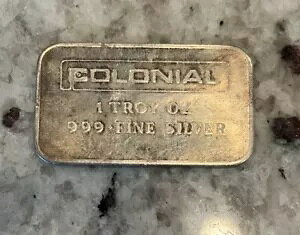 COLONIAL
1 TROY OZ
999 · FINE SILVER